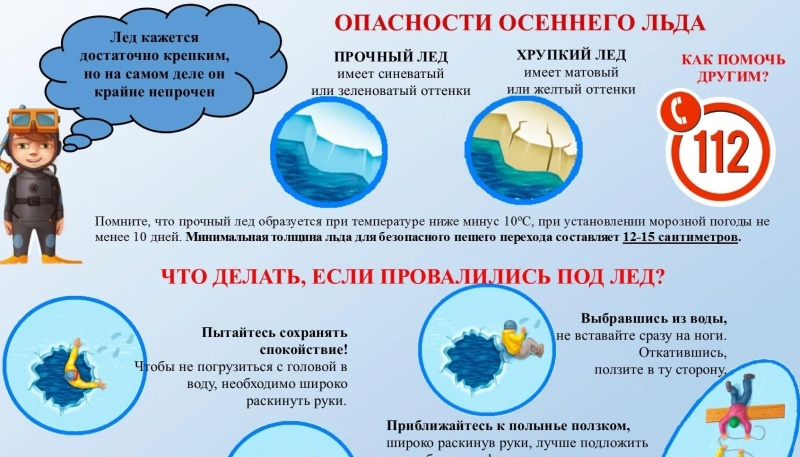 Лед кажется
достаточно крепким,
но на самом деле он
крайне непрочен
ОПАСНОСТИ ОСЕННЕГО ЛЬДА
ПРОЧНЫЙ ЛЕД
имеет синеватый
или зеленоватый оттенки
ХРУПКИЙ ЛЕД
имеет матовый
или желтый оттенки
КАК ПОМОЧЬ
ДРУГИМ?
112
Помните, что прочный лед образуется при температуре ниже минус 10⁰С, при установлении морозной погоды не
менее 10 дней. Минимальная толщина льда для безопасного пешего перехода составляет 12-15 сантиметров.
ЧТО ДЕЛАТЬ, ЕСЛИ ПРОВАЛИЛИСЬ ПОД ЛЕД?
Пытайтесь сохранять
спокойствие!
Чтобы не погрузиться с головой в
воду, необходимо широко
раскинуть руки.
Выбравшись из воды,
не вставайте сразу на ноги.
Откатившись,
ползите в ту сторону,
Приближайтесь к полынье ползком,
широко раскинув руки, лучше подложить